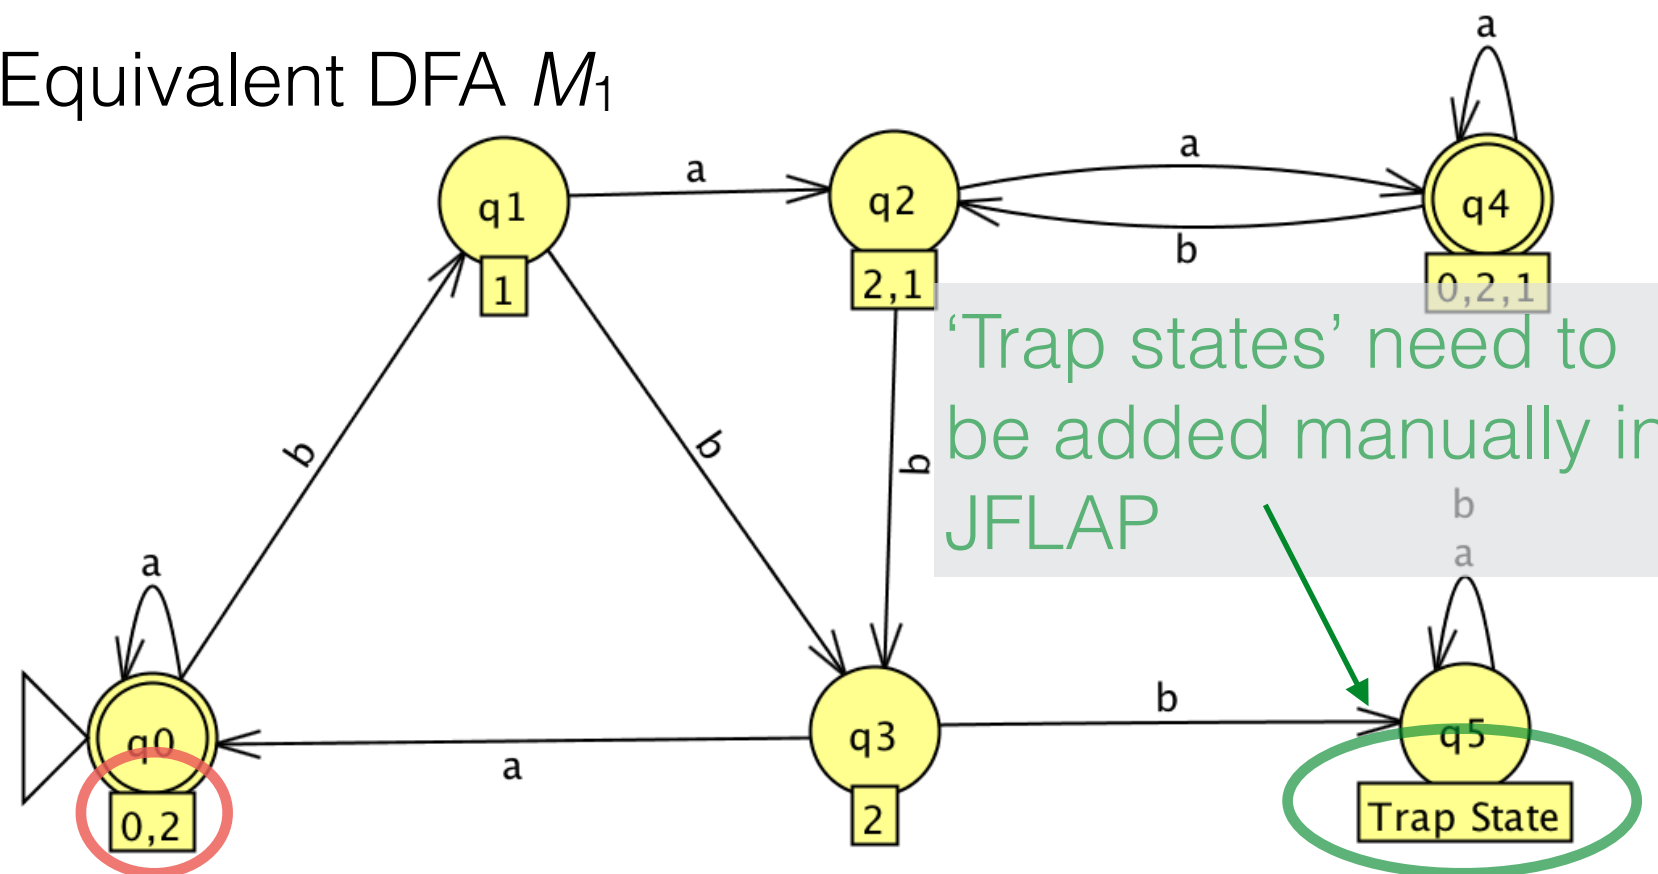 Equivalent DFA M1
a
q1
a
q2
a
q4
b
1
2,1
0,2,1
'Trap states' need to
be added manually in
JFLAP
b
b
b
b
a
a
q0
a
q3
b
q5
0,2
2
Trap State